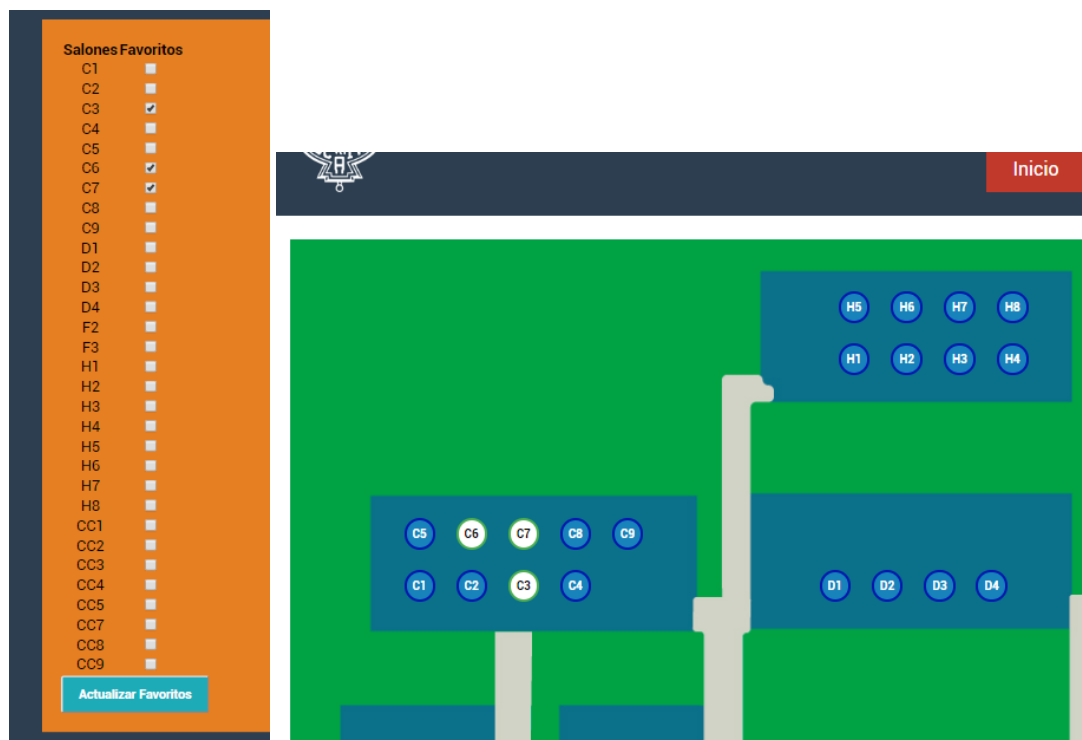 Salones Favoritos
C1
C2
C3
C4
C5
C6
C7
C8
C9
D1
D2
D3
D4
F2
F3
H1
H2
H3
H4
H5
H6
H7
H8
CC1
CC2
CC3
CC4
CC5
CC7
CC8
CC9
Actualizar Favoritos
Inicio
H5 H6 H7 H8
H1 H2 H3 H4
C5 C6 C7 C8 C9
C1 C2 C3 C4
D1 D2 D3 D4